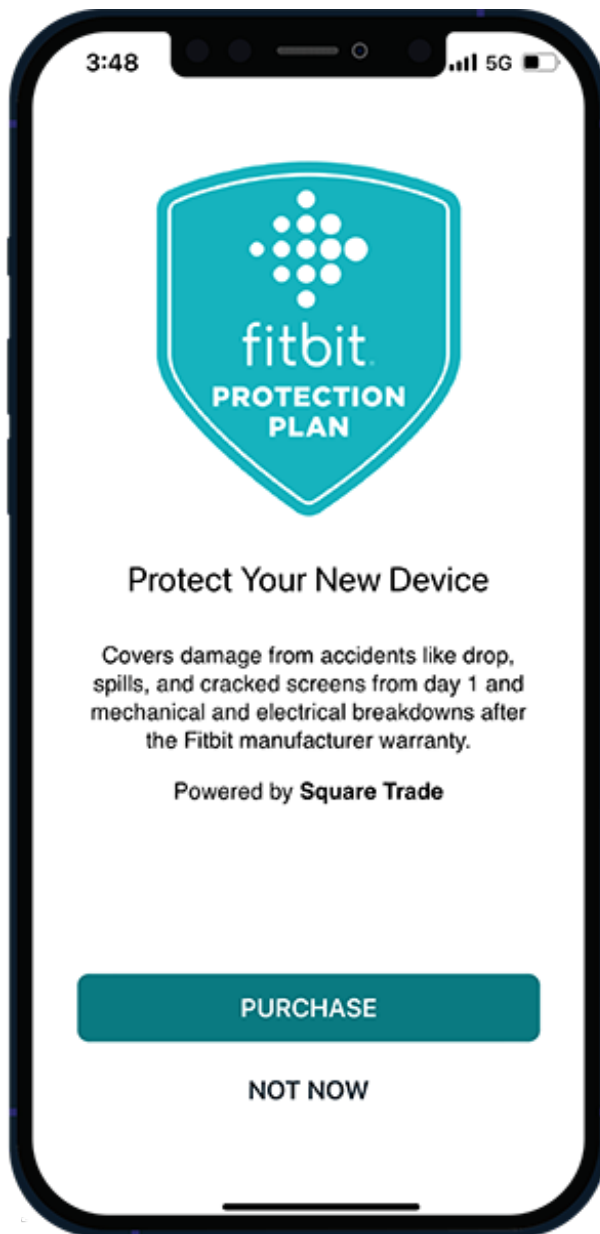 3:48
5G
fitbit.
PROTECTION
PLAN
Protect Your New Device
Covers damage from accidents like drop,
spills, and cracked screens from day 1 and
mechanical and electrical breakdowns after
the Fitbit manufacturer warranty.
Powered by Square Trade
PURCHASE
NOT NOW